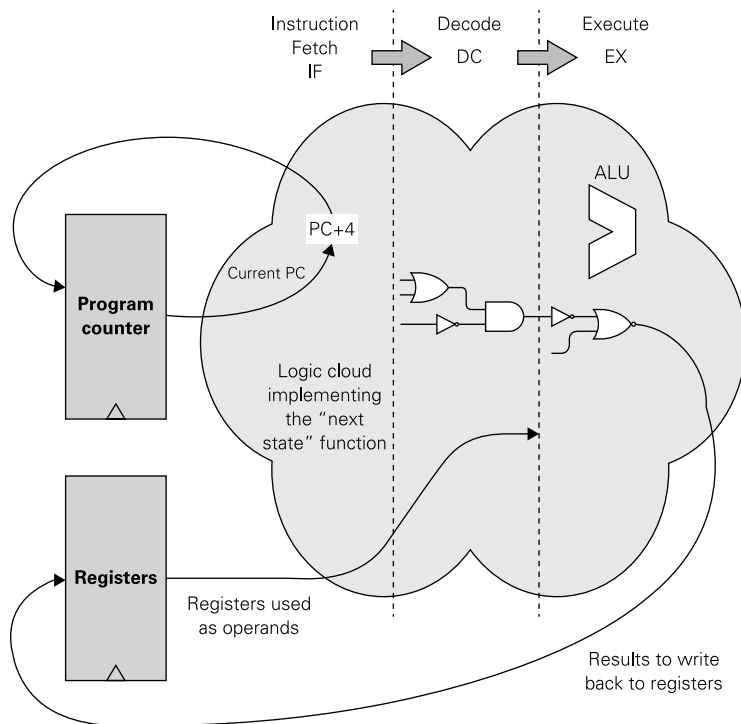 Instruction
Fetch
IF
Decode
DC
Execute
EX
ALU
PC+4
Current PC
Program
counter
Logic cloud
implementing
the “next
state” function
Registers
Registers used
as operands
Results to write
back to registers